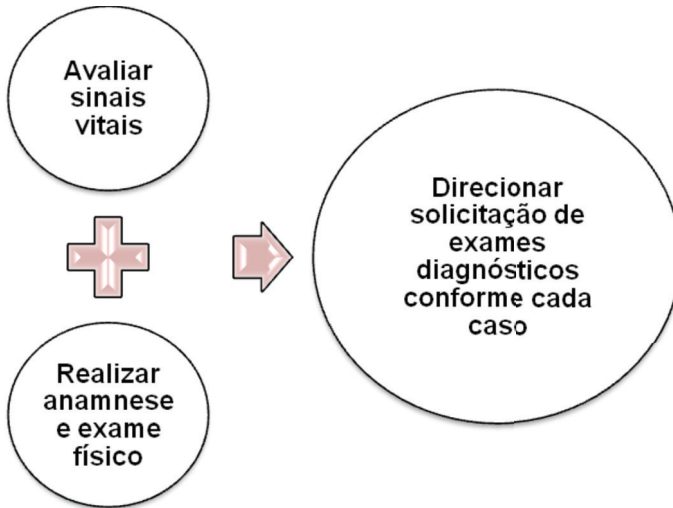 Avaliar
sinais
vitais
Realizar
anamnese
e exame
físico
Direcionar
solicitação de
exames
diagnósticos
conforme cada
caso